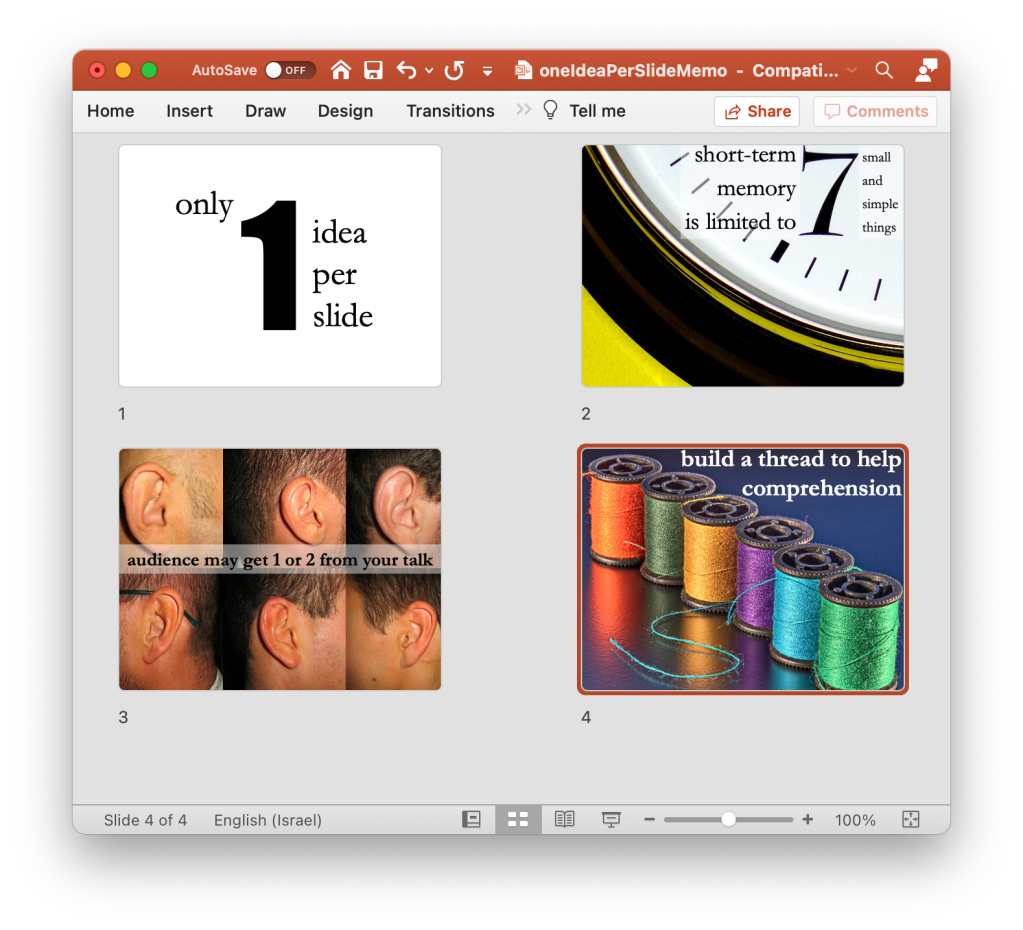 AutoSave OFF oneIdeaPerSlideMemo - Compati...
Home Insert Draw Design Transitions Tell me Share Comments
only
1
idea
per
slide
1
short-term
memory
is limited to
7
small
and
simple
things
2
audience may get 1 or 2 from your talk
3
build a thread to help
comprehension
4
Slide 4 of 4 English (Israel) 100%